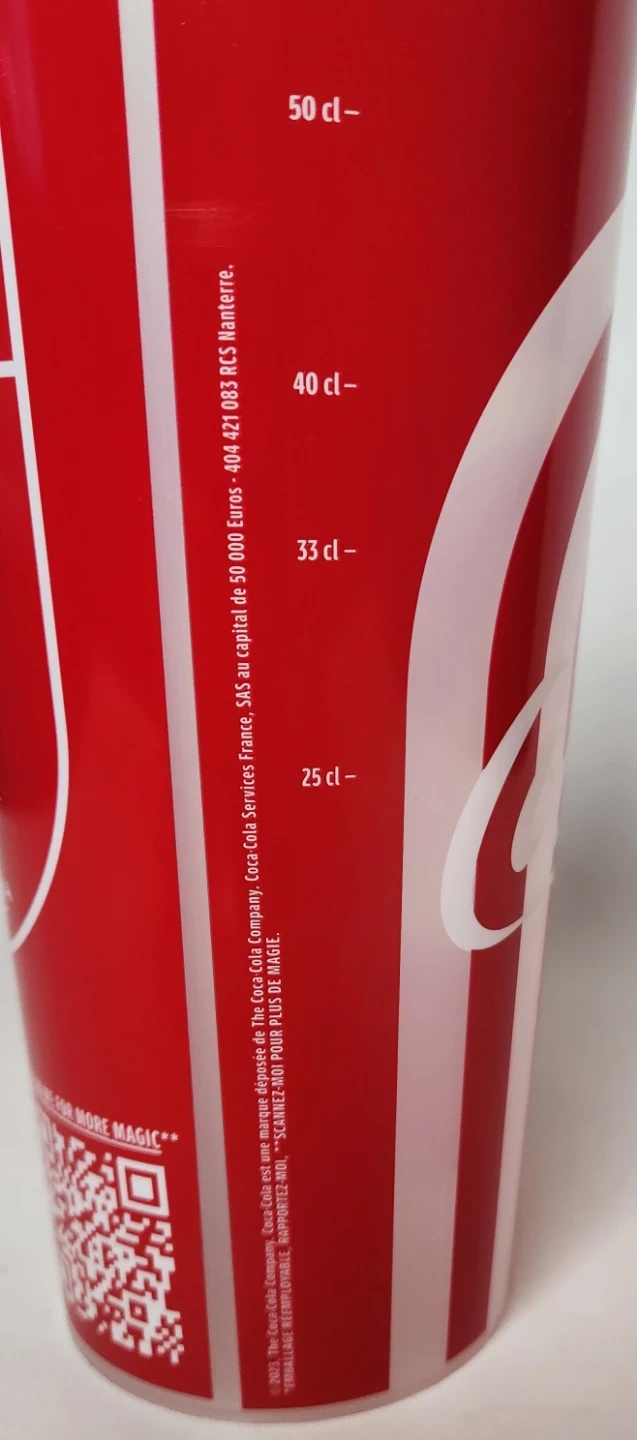 50 cl –
40 cl –
33 cl –
25 cl –
© 2023. The Coca-Cola Company. Coca-Cola est une marque déposée de The Coca-Cola Company. Coca-Cola Services France, SAS au capital de 50 000 Euros - 404 421 083 RCS Nanterre.
*EMBALLAGE RÉEMPLOYABLE, RAPPORTEZ-MOI, **SCANNEZ-MOI POUR PLUS DE MAGIE.
ME FOR MORE MAGIC**